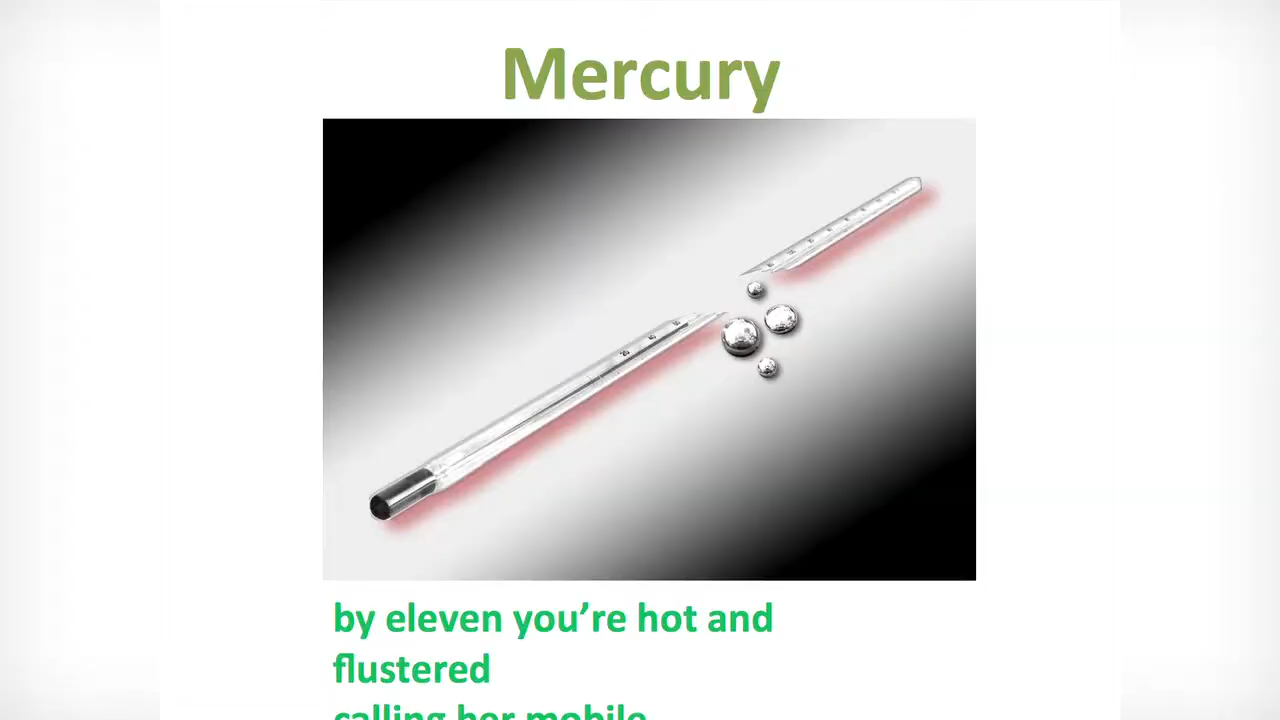 Mercury
by eleven you’re hot and
flustered
calling her mobile